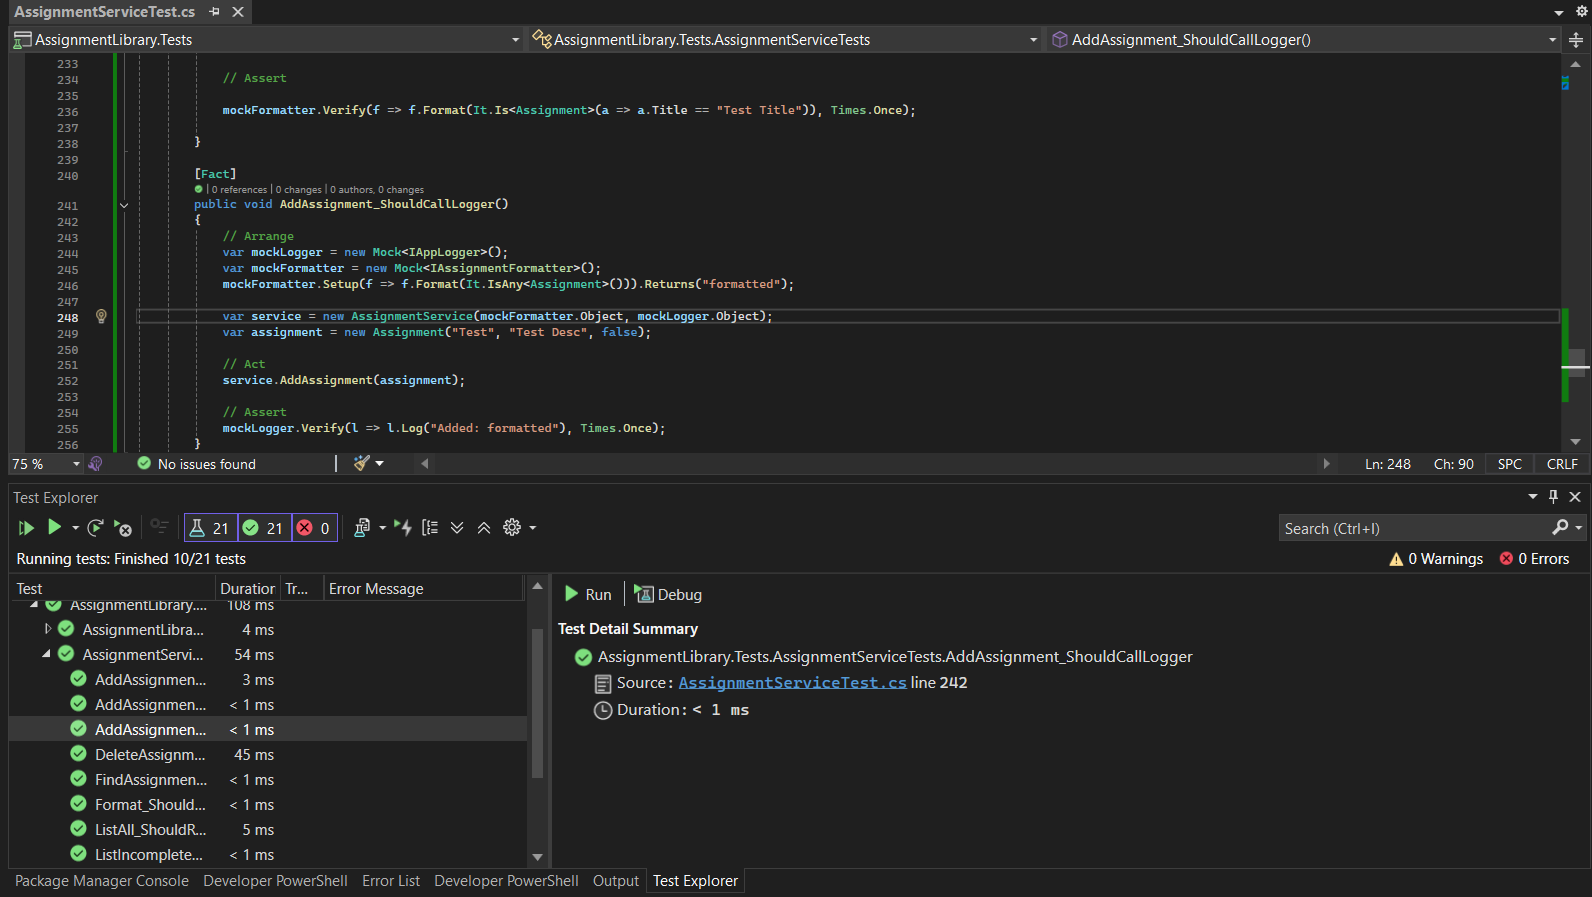 AssignmentServiceTest.cs
AssignmentLibrary.Tests AssignmentLibrary.Tests.AssignmentServiceTests AddAssignment_ShouldCallLogger()
233
234 // Assert
235
236 mockFormatter.Verify(f => f.Format(It.Is<Assignment>(a => a.Title == "Test Title")), Times.Once);
237
238 }
239
240 [Fact]
| 0 references | 0 changes | 0 authors, 0 changes
241 public void AddAssignment_ShouldCallLogger()
242 {
243 // Arrange
244 var mockLogger = new Mock<IAppLogger>();
245 var mockFormatter = new Mock<IAssignmentFormatter>();
246 mockFormatter.Setup(f => f.Format(It.IsAny<Assignment>())).Returns("formatted");
247
248 var service = new AssignmentService(mockFormatter.Object, mockLogger.Object);
249 var assignment = new Assignment("Test", "Test Desc", false);
250
251 // Act
252 service.AddAssignment(assignment);
253
254 // Assert
255 mockLogger.Verify(l => l.Log("Added: formatted"), Times.Once);
256 }
75 % No issues found Ln: 248 Ch: 90 SPC CRLF
Test Explorer
21 21 0 Search (Ctrl+I)
Running tests: Finished 10/21 tests 0 Warnings 0 Errors
Test Duration Tr... Error Message
AssignmentLibrary.... 108 ms
AssignmentLibra... 4 ms
AssignmentServi... 54 ms
AddAssignmen... 3 ms
AddAssignmen... < 1 ms
AddAssignmen... < 1 ms
DeleteAssignm... 45 ms
FindAssignmen... < 1 ms
Format_Should... < 1 ms
ListAll_ShouldR... 5 ms
ListIncomplete... < 1 ms
Run Debug
Test Detail Summary
AssignmentLibrary.Tests.AssignmentServiceTests.AddAssignment_ShouldCallLogger
Source: AssignmentServiceTest.cs line 242
Duration: < 1 ms
Package Manager Console Developer PowerShell Error List Developer PowerShell Output Test Explorer